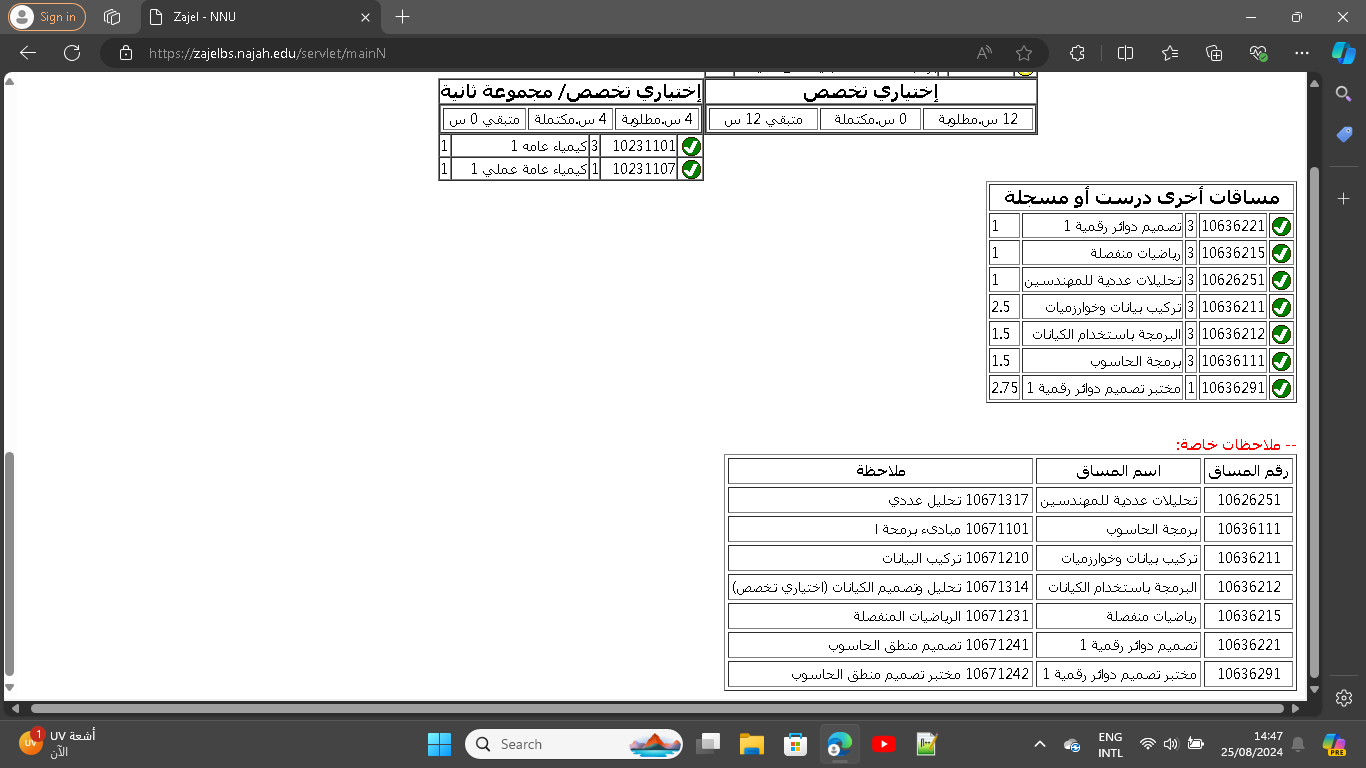 Sign in
Zajel - NNU
https://zajelbs.najah.edu/servlet/mainN
إختياري تخصص
12 س.مطلوبة 0 س.مكتملة متبقي 12 س
إختياري تخصص/ مجموعة ثانية
4 س.مطلوبة 4 س.مكتملة متبقي 0 س
10231101 3 كيمياء عامه 1 1
10231107 1 كيمياء عامة عملي 1 1
مساقات أخرى درست أو مسجلة
10636221 3 تصميم دوائر رقمية 1 1
10636215 3 رياضيات منفصلة 1
10626251 3 تحليلات عددية للمهندسين 1
10636211 3 تركيب بيانات وخوارزميات 2.5
10636212 3 البرمجة باستخدام الكيانات 1.5
10636111 3 برمجة الحاسوب 1.5
10636291 1 مختبر تصميم دوائر رقمية 1 2.75
-- ملاحظات خاصة:
رقم المساق اسم المساق ملاحظة
10626251 تحليلات عددية للمهندسين 10671317 تحليل عددي
10636111 برمجة الحاسوب 10671101 مبادىء برمجة ا
10636211 تركيب بيانات وخوارزميات 10671210 تركيب البيانات
10636212 البرمجة باستخدام الكيانات 10671314 تحليل وتصميم الكيانات (اختياري تخصص)
10636215 رياضيات منفصلة 10671231 الرياضيات المنفصلة
10636221 تصميم دوائر رقمية 1 10671241 تصميم منطق الحاسوب
10636291 مختبر تصميم دوائر رقمية 1 10671242 مختبر تصميم منطق الحاسوب
1
UV
أشعة UV
الآن
Search
ENG
INTL
14:47
25/08/2024
PRE